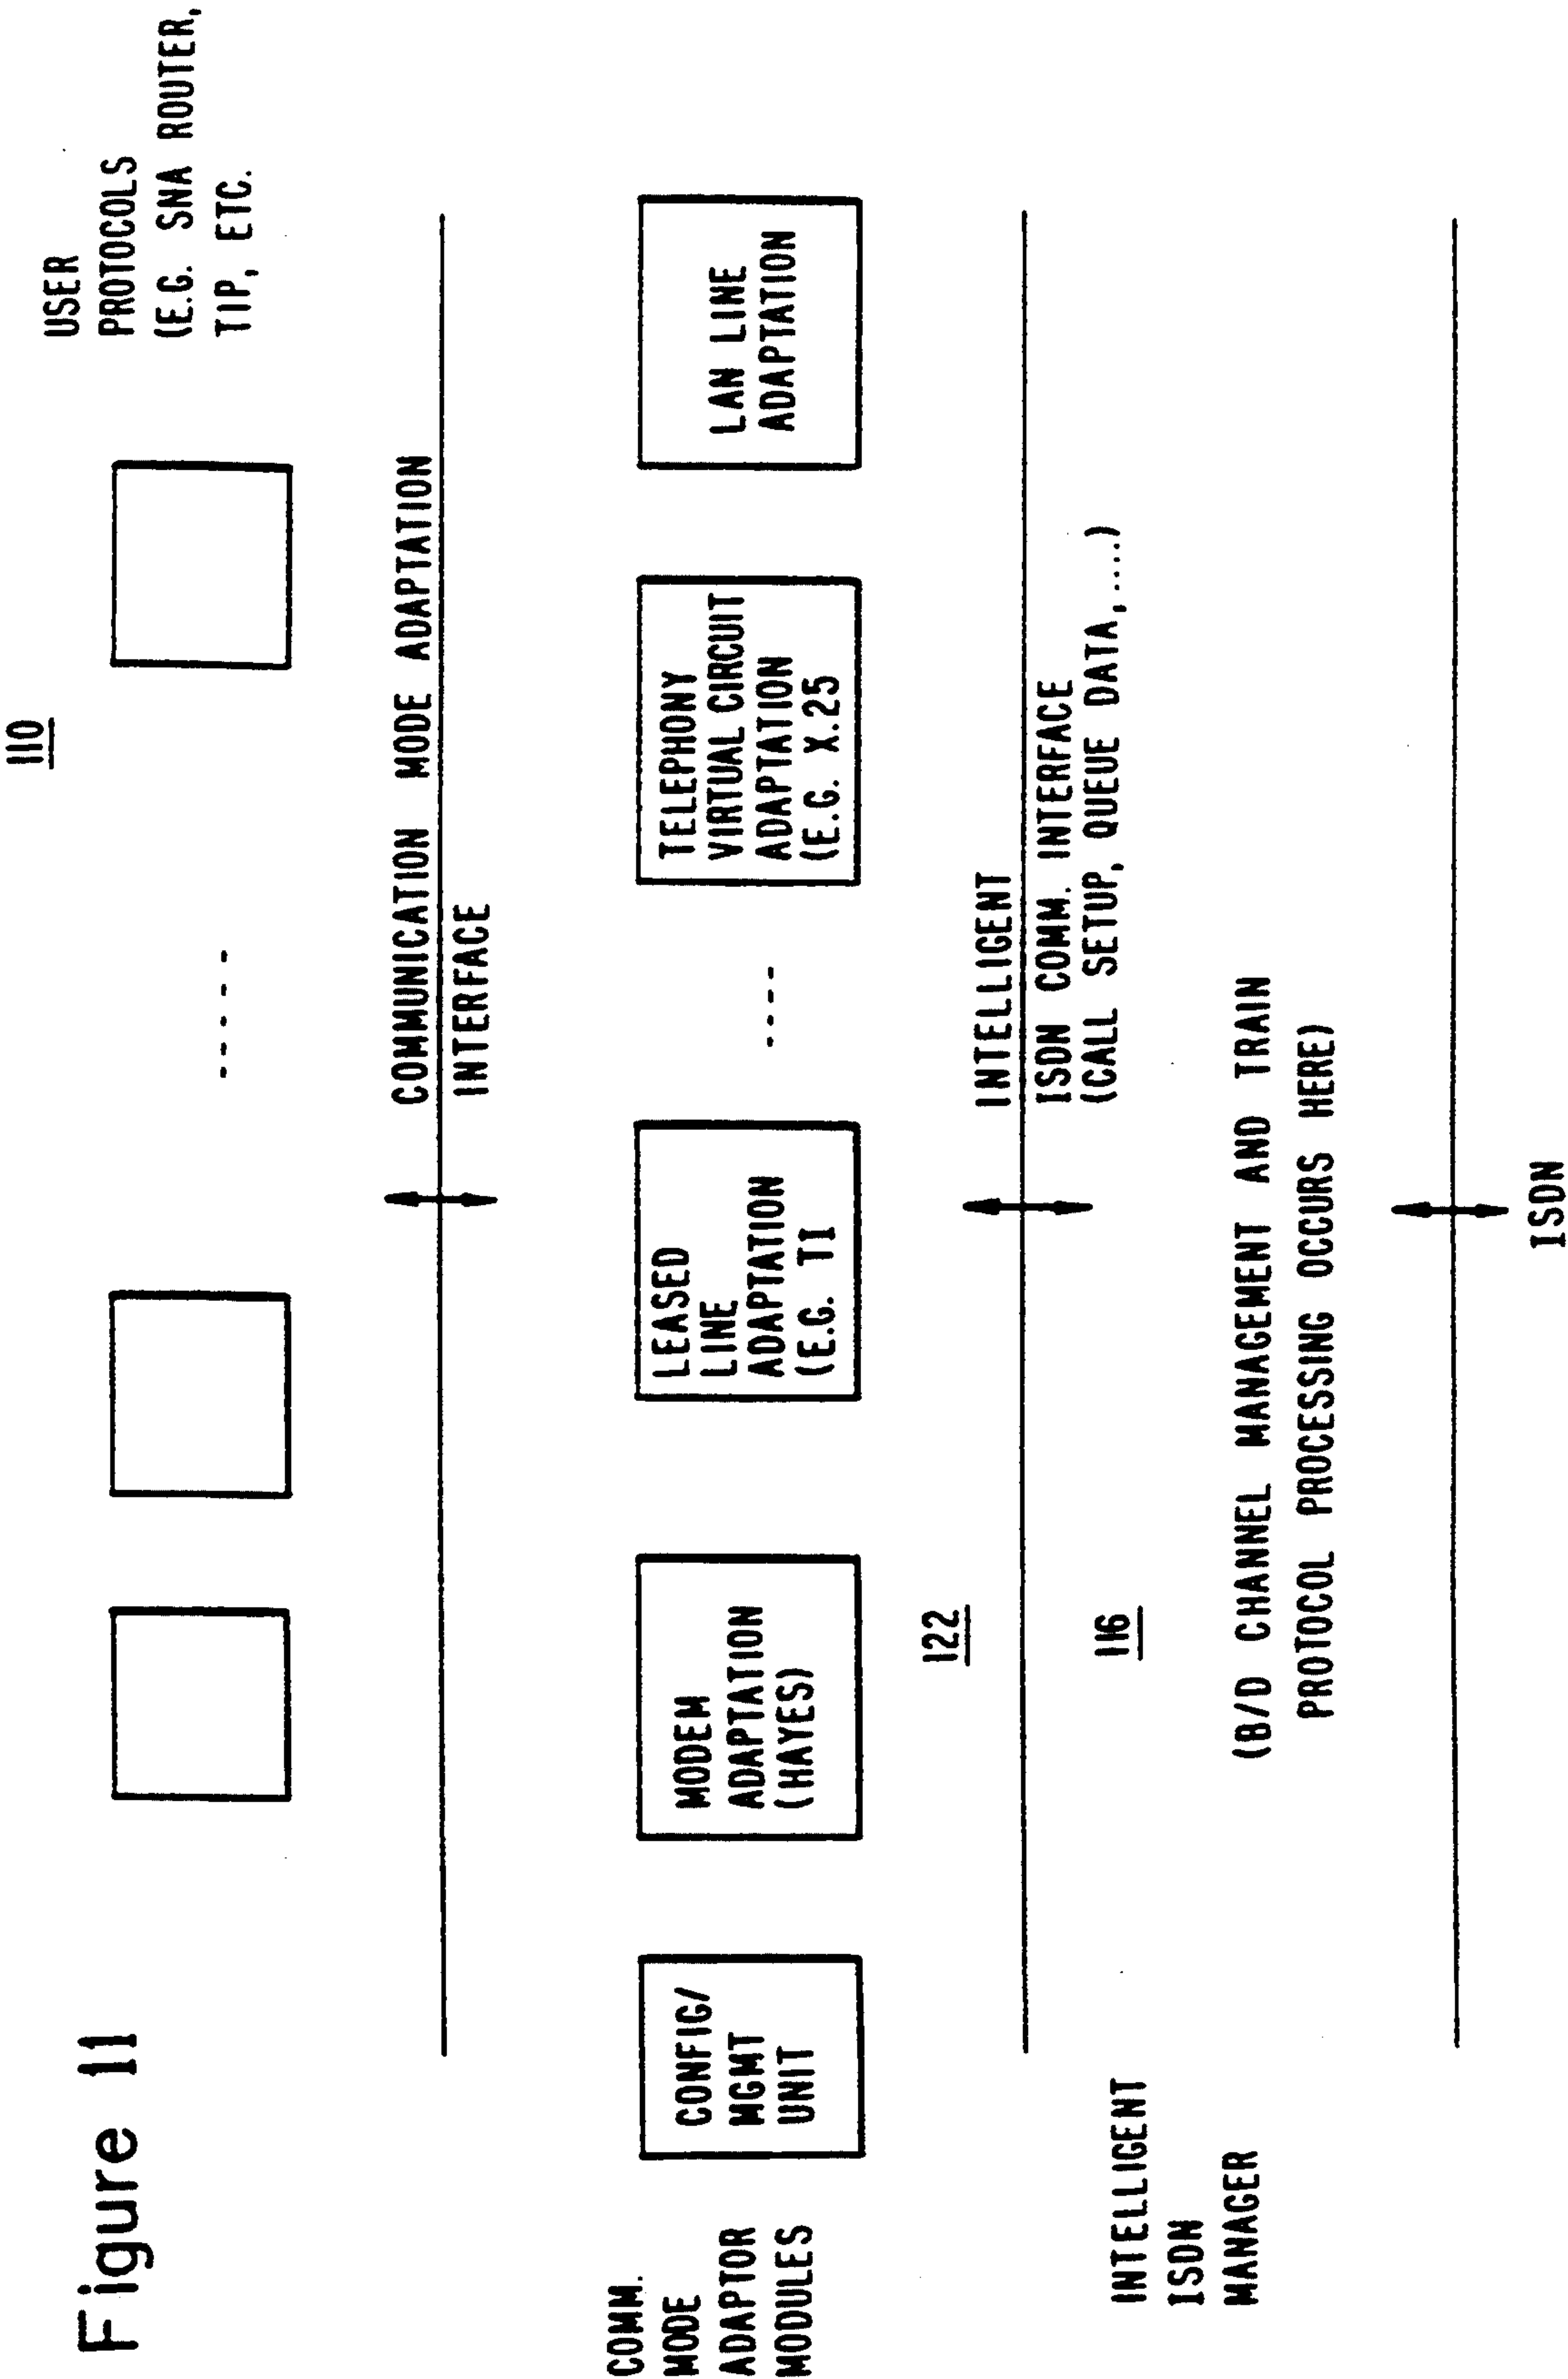 Figure 11
110
USER
PROTOCOLS
(E.G. SNA ROUTER,
TIP, ETC.
COMMUNICATION MODE ADAPTATION
INTERFACE
COMM.
MODE
ADAPTOR
MODULES
CONFIG/
MGMT
UNIT
MODEM
ADAPTATION
(HAYES)
LEASED
LINE
ADAPTATION
(E.G. T1
TELEPHONY
VIRTUAL CIRCUIT
ADAPTATION
(E.G. X.25
LAN LINE
ADAPTATION
122
INTELLIGENT
ISDN COMM. INTERFACE
(CALL SETUP, QUEUE DATA,....)
INTELLIGENT
ISDN
MANAGER
116
(B/D CHANNEL MANAGEMENT AND TRAIN
PROTOCOL PROCESSING OCCURS HERE)
ISDN